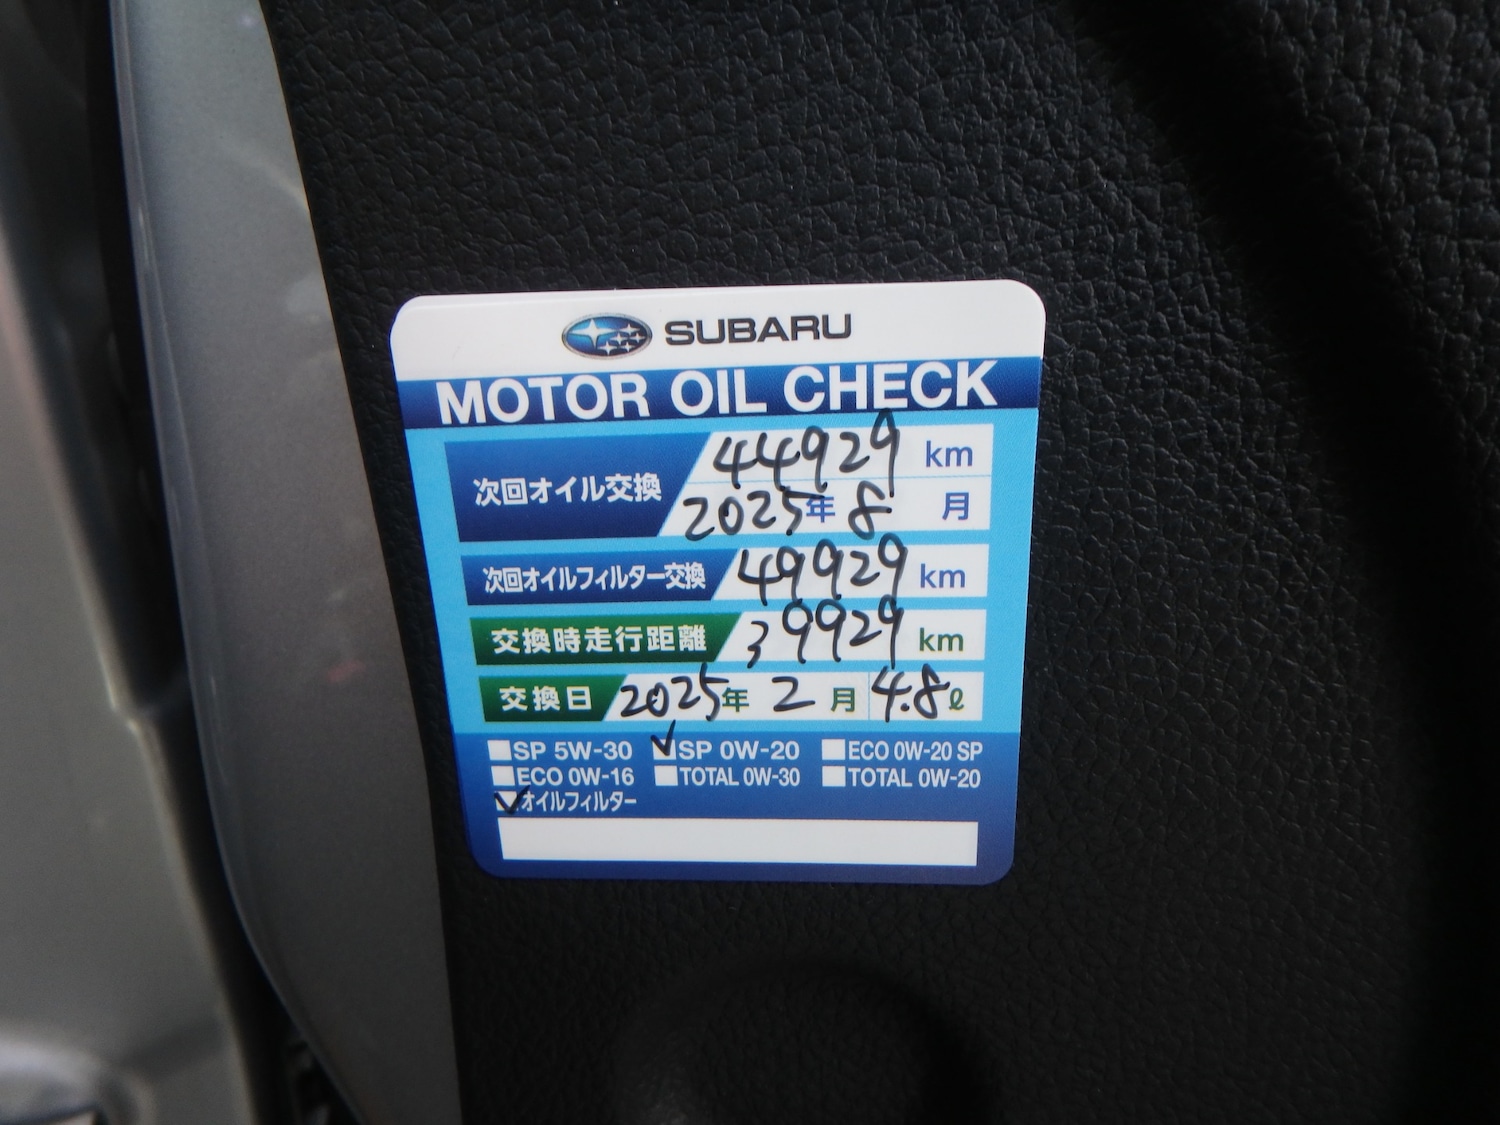 SUBARU
MOTOR OIL CHECK
次回オイル交換 44929 km
2025年 8 月
次回オイルフィルター交換 49929 km
交換時走行距離 39929 km
交換日 2025年 2 月 4.8ℓ
SP 5W-30 SP 0W-20 ECO 0W-20 SP
ECO 0W-16 TOTAL 0W-30 TOTAL 0W-20
オイルフィルター